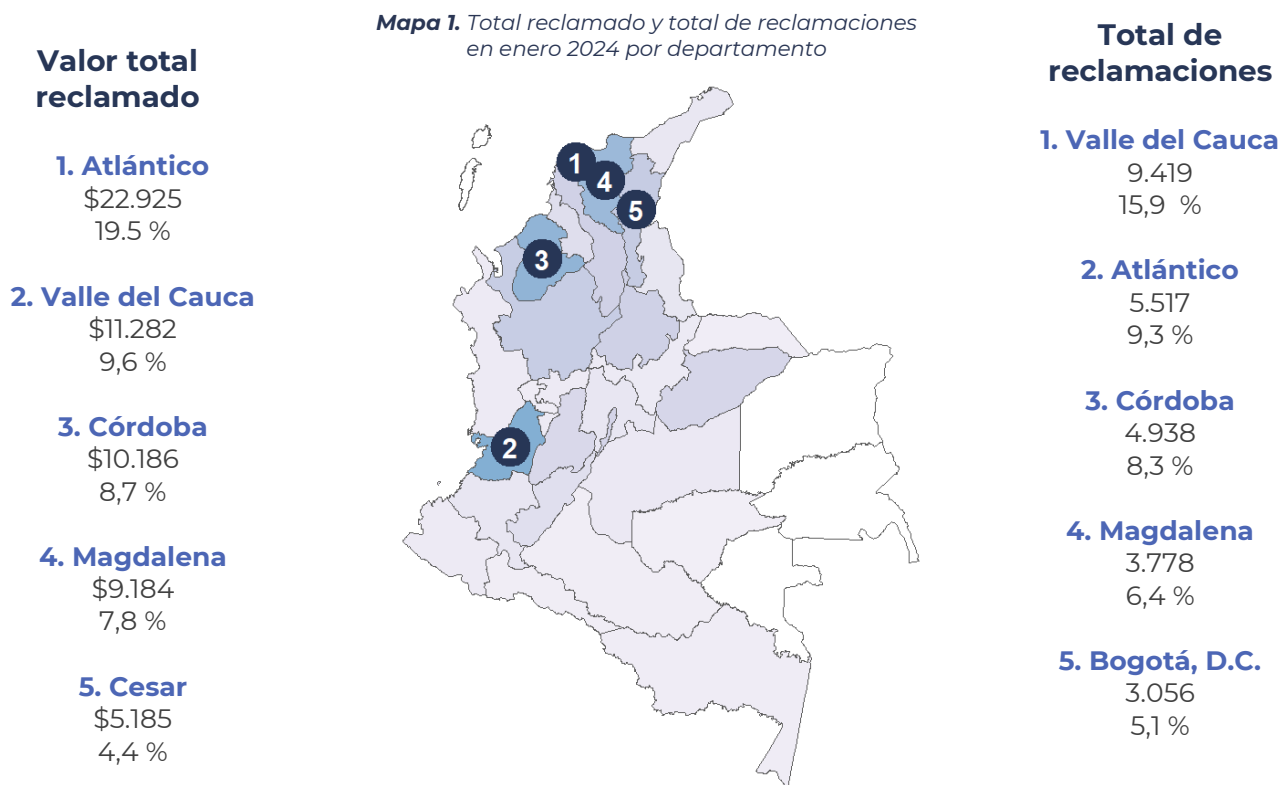 Mapa 1. Total reclamado y total de reclamaciones
en enero 2024 por departamento
Valor total
reclamado
1. Atlántico
$22.925
19.5 %
2. Valle del Cauca
$11.282
9,6 %
3. Córdoba
$10.186
8,7 %
4. Magdalena
$9.184
7,8 %
5. Cesar
$5.185
4,4 %
1
4
5
3
2
Total de
reclamaciones
1. Valle del Cauca
9.419
15,9 %
2. Atlántico
5.517
9,3 %
3. Córdoba
4.938
8,3 %
4. Magdalena
3.778
6,4 %
5. Bogotá, D.C.
3.056
5,1 %